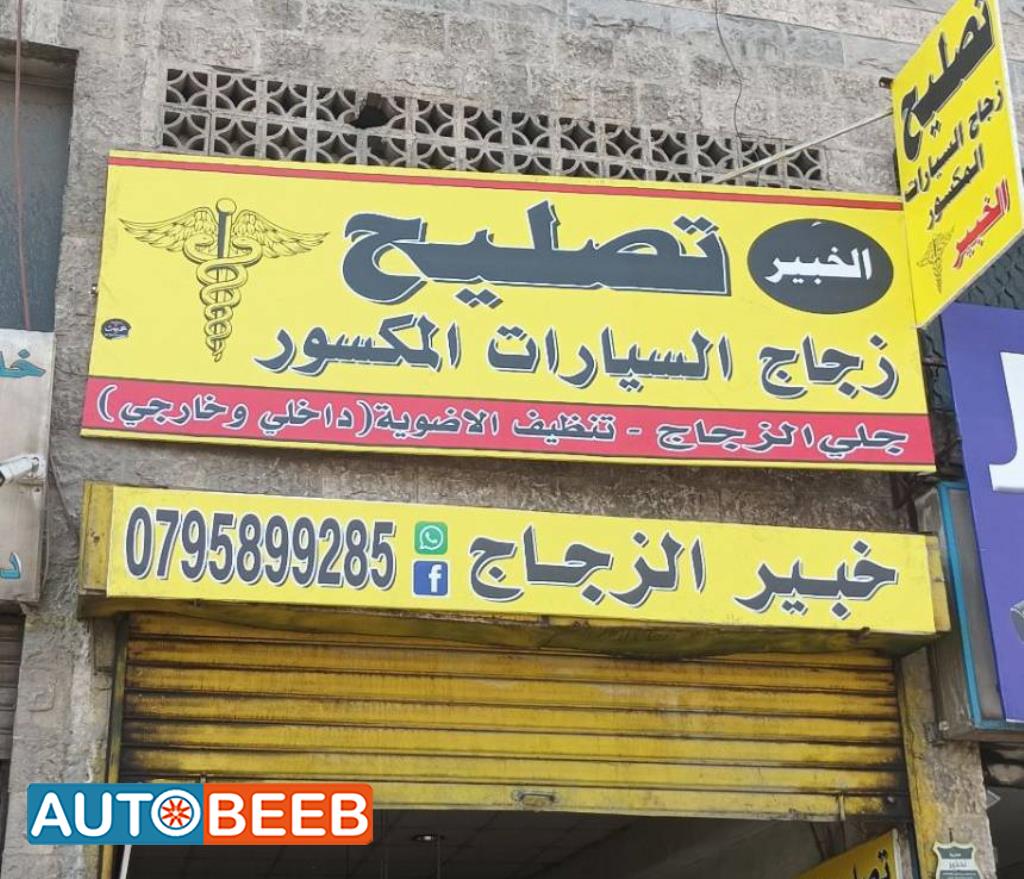 الخبير
تصليح
زجاج السيارات المكسور
جلي الزجاج - تنظيف الاضوية (داخلي وخارجي)
خبير الزجاج
0795899285
تصليح
زجاج السيارات
المكسور
الخبير
تصليح
AUTOBEEB